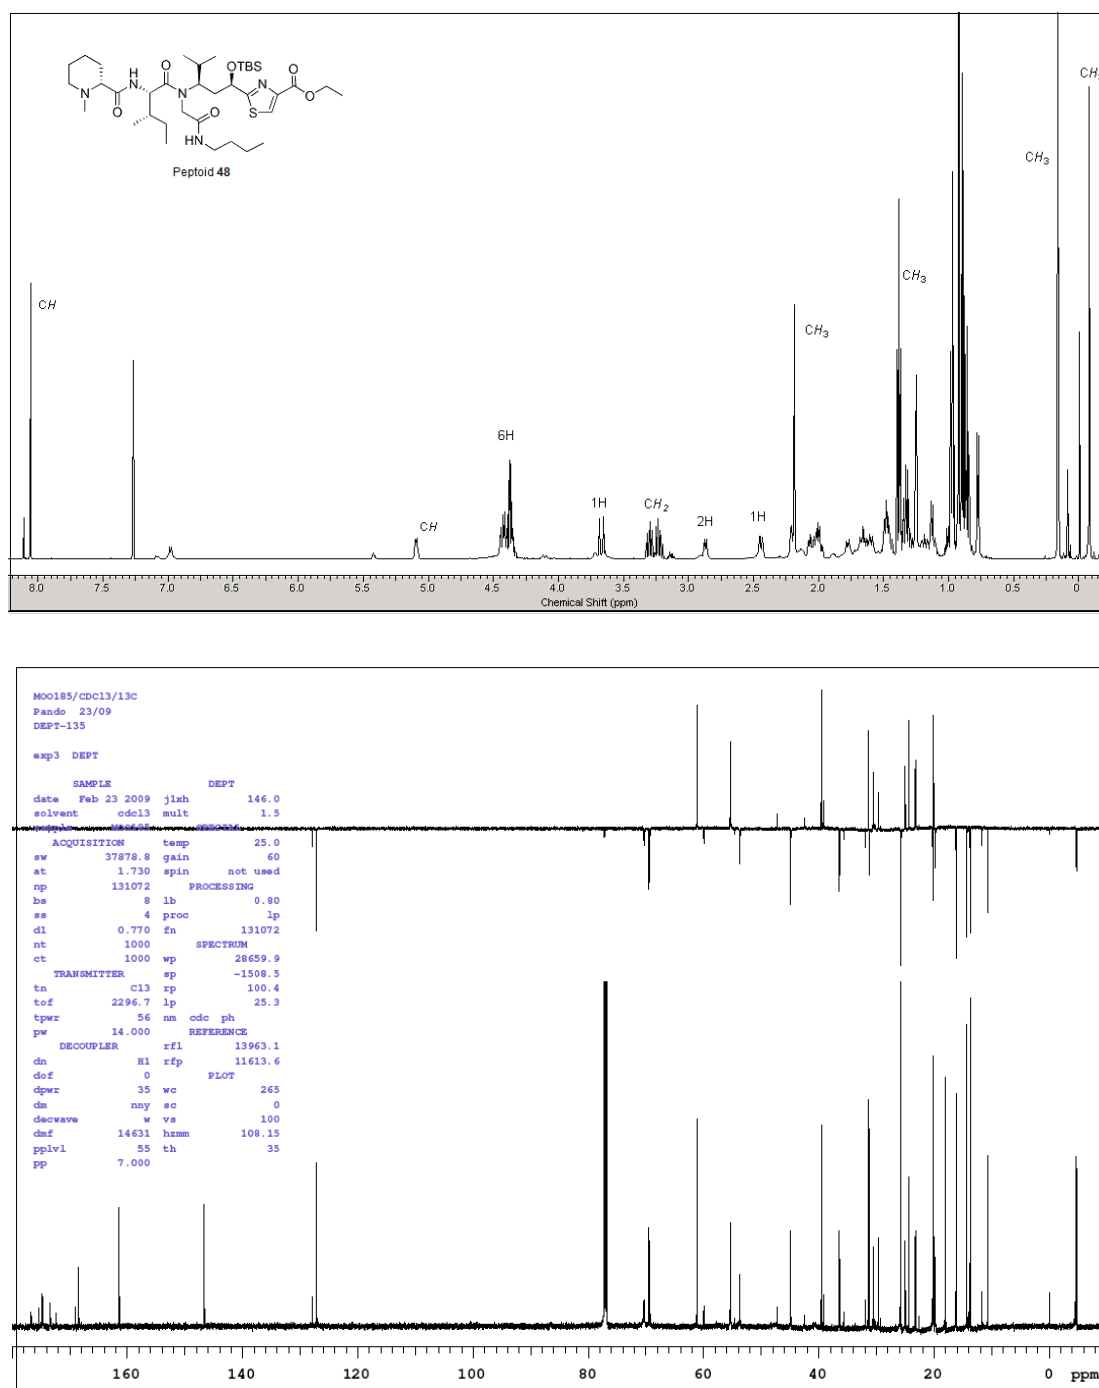 CH3
OTBS
O
N
O
H
N
O
N
N
O
S
O
O
HN
Peptoid 48
CH
6H
CH
1H
CH2
2H
1H
CH3
CH3
CH3
8.0 7.5 7.0 6.5 6.0 5.5 5.0 4.5 4.0 3.5 3.0 2.5 2.0 1.5 1.0 0.5 0
Chemical Shift (ppm)
MOO185/CDCl3/13C
Pando 23/09
DEPT-135
exp3 DEPT
SAMPLE DEPT
date Feb 23 2009 j1xh 146.0
solvent cdcl3 mult 1.5
sample MOO185 SPECIAL
ACQUISITION temp 25.0
sw 37878.8 gain 60
at 1.730 spin not used
np 131072 PROCESSING
bs 8 lb 0.80
ss 4 proc lp
d1 0.770 fn 131072
nt 1000 SPECTRUM
ct 1000 wp 28659.9
TRANSMITTER sp -1508.5
tn C13 rp 100.4
tof 2296.7 lp 25.3
tpwr 56 nm cdc ph
pw 14.000 REFERENCE
DECOUPLER rfl 13963.1
dn H1 rfp 11613.6
dof 0 PLOT
dpwr 35 wc 265
dm nny sc 0
decwave w vs 100
dmf 14631 hzmm 108.15
pplvl 55 th 35
pp 7.000
160 140 120 100 80 60 40 20 0 ppm